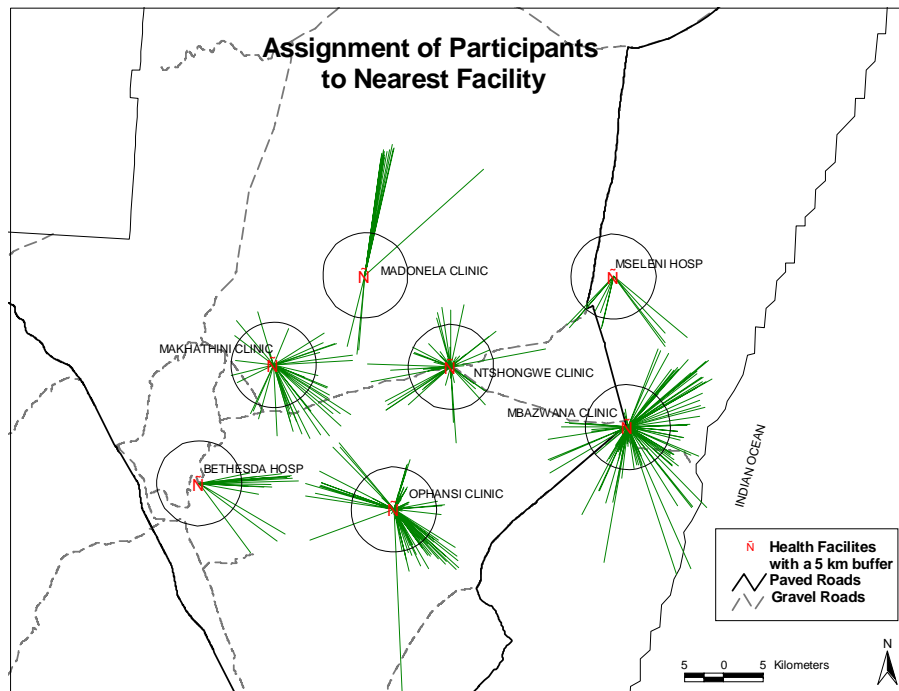 Assignment of Participants
to Nearest Facility
Ñ
MADONELA CLINIC
MSELENI HOSP
Ñ
MAKHATHINI CLINIC
Ñ
Ñ
NTSHONGWE CLINIC
MBAZWANA CLINIC
Ñ
BETHESDA HOSP
Ñ
OPHANSI CLINIC
Ñ
INDIAN OCEAN
Ñ Health Facilites
with a 5 km buffer
Paved Roads
Gravel Roads
5 0 5 Kilometers
N